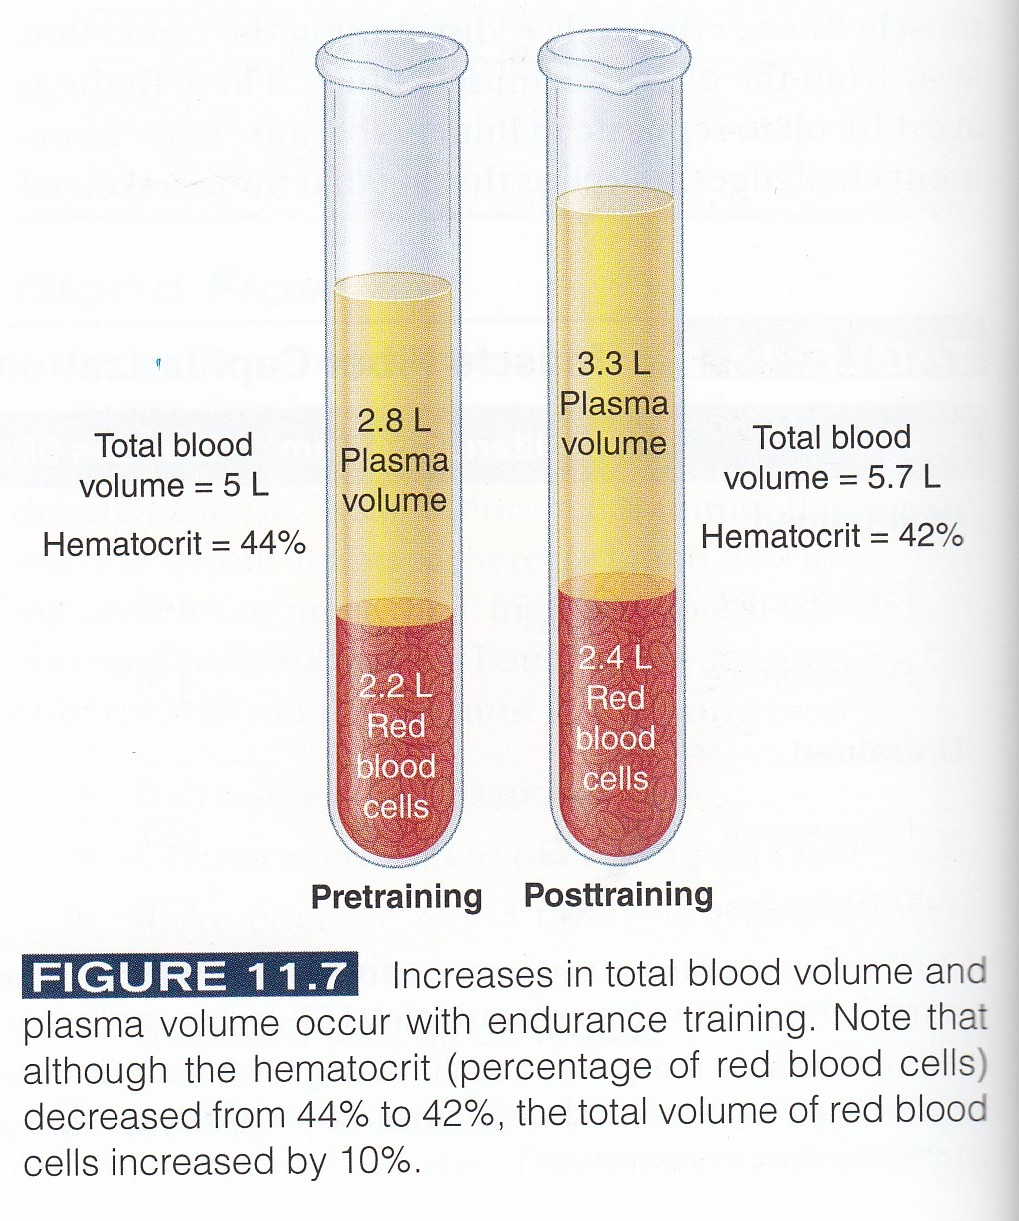 2.8 L
Plasma
volume
2.2 L
Red
blood
cells
Total blood
volume = 5 L
Hematocrit = 44%
3.3 L
Plasma
volume
2.4 L
Red
blood
cells
Total blood
volume = 5.7 L
Hematocrit = 42%
Pretraining
Posttraining
FIGURE 11.7 Increases in total blood volume and
plasma volume occur with endurance training. Note that
although the hematocrit (percentage of red blood cells)
decreased from 44% to 42%, the total volume of red blood
cells increased by 10%.